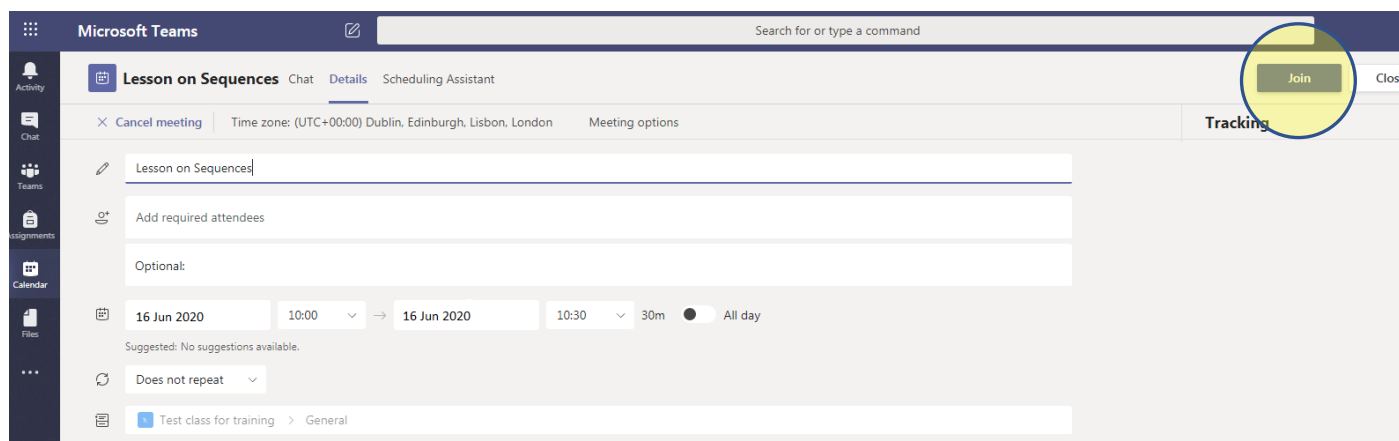 Microsoft Teams
Search for or type a command
Activity
Chat
Teams
Assignments
Calendar
Files
Lesson on Sequences Chat Details Scheduling Assistant
Join
Clos
Cancel meeting Time zone: (UTC+00:00) Dublin, Edinburgh, Lisbon, London Meeting options
Tracking
Lesson on Sequences
Add required attendees
Optional:
16 Jun 2020 10:00 → 16 Jun 2020 10:30 30m All day
Suggested: No suggestions available.
Does not repeat
Test class for training > General